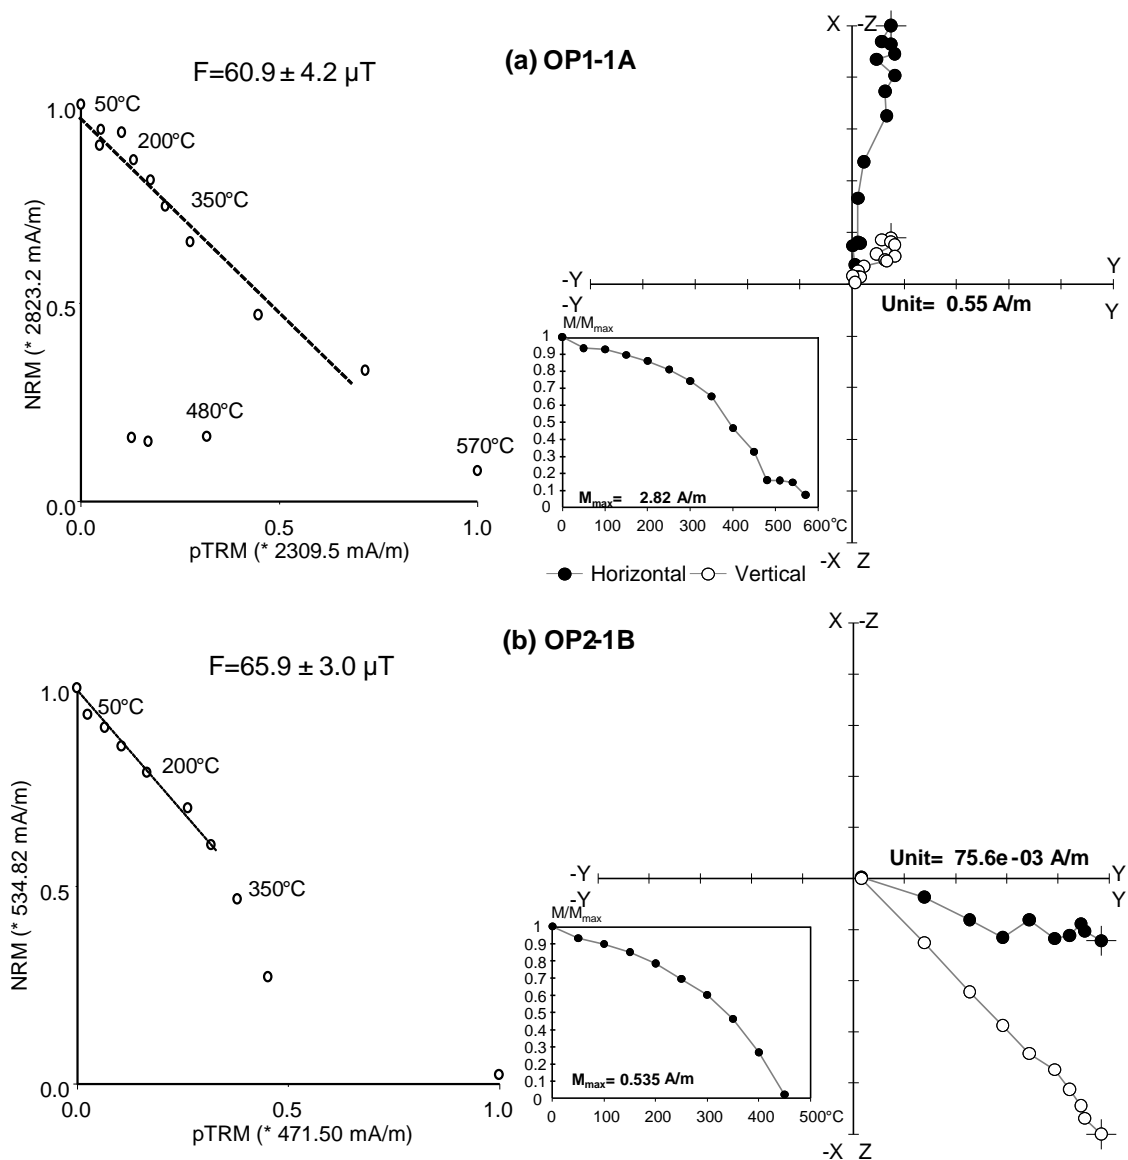 (a) OP1-1A
F=60.9 ± 4.2 µT
1.0
50°C
200°C
350°C
0.5
480°C
570°C
0.0
0.0 0.5 1.0
NRM (* 2823.2 mA/m)
pTRM (* 2309.5 mA/m)
X -Z
-Y Y
-Y Y
Unit= 0.55 A/m
-X Z
M/Mmax
1
0.9
0.8
0.7
0.6
0.5
0.4
0.3
0.2
0.1
0
Mmax= 2.82 A/m
0 100 200 300 400 500 600°C
Horizontal Vertical
(b) OP2-1B
F=65.9 ± 3.0 µT
1.0
50°C
200°C
0.5
350°C
0.0
0.0 0.5 1.0
NRM (* 534.82 mA/m)
pTRM (* 471.50 mA/m)
X -Z
Unit= 75.6e-03 A/m
-Y Y
-Y Y
-X Z
M/Mmax
1
0.9
0.8
0.7
0.6
0.5
0.4
0.3
0.2
0.1
0
Mmax= 0.535 A/m
0 100 200 300 400 500°C